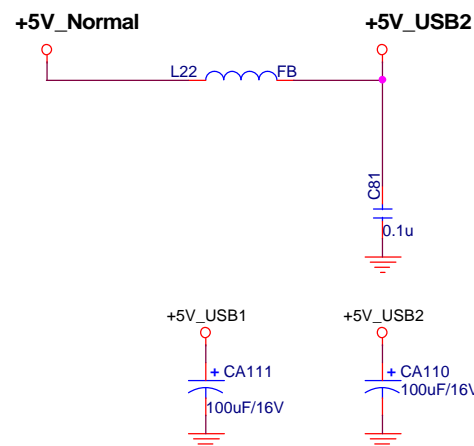 +5V_Normal
+5V_USB2
L22
FB
C81
0.1u
+5V_USB1
+5V_USB2
+ CA111
+ CA110
100uF/16V
100uF/16V